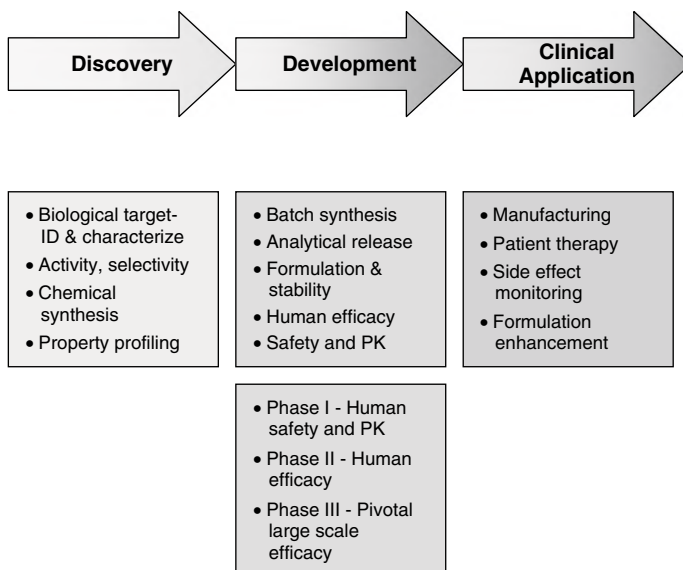 Discovery
Development
Clinical
Application
• Biological target-
ID & characterize
• Activity, selectivity
• Chemical
synthesis
• Property profiling
• Batch synthesis
• Analytical release
• Formulation &
stability
• Human efficacy
• Safety and PK
• Manufacturing
• Patient therapy
• Side effect
monitoring
• Formulation
enhancement
• Phase I - Human
safety and PK
• Phase II - Human
efficacy
• Phase III - Pivotal
large scale
efficacy